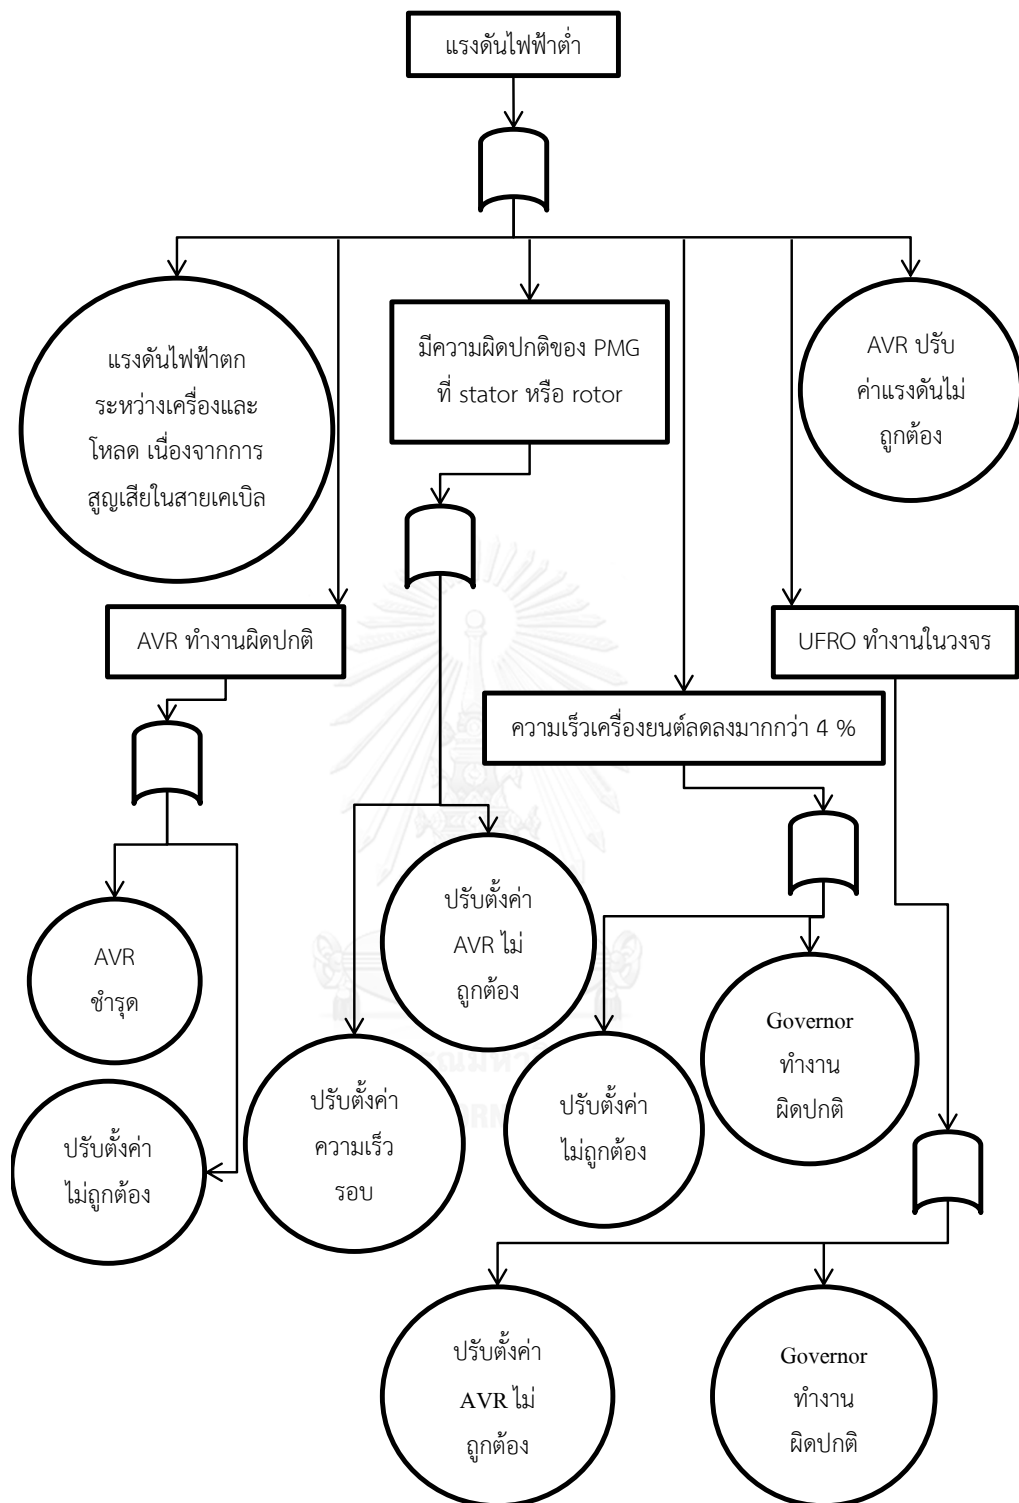 แรงดันไฟฟ้าต่ำ
แรงดันไฟฟ้าตก
ระหว่างเครื่องและ
โหลด เนื่องจากการ
สูญเสียในสายเคเบิล
มีความผิดปกติของ PMG
ที่ stator หรือ rotor
AVR ปรับ
ค่าแรงดันไม่
ถูกต้อง
AVR ทำงานผิดปกติ
UFRO ทำงานในวงจร
ความเร็วเครื่องยนต์ลดลงมากกว่า 4 %
AVR
ชำรุด
ปรับตั้งค่า
AVR ไม่
ถูกต้อง
ปรับตั้งค่า
ไม่ถูกต้อง
ปรับตั้งค่า
ความเร็ว
รอบ
ปรับตั้งค่า
ไม่ถูกต้อง
Governor
ทำงาน
ผิดปกติ
ปรับตั้งค่า
AVR ไม่
ถูกต้อง
Governor
ทำงาน
ผิดปกติ